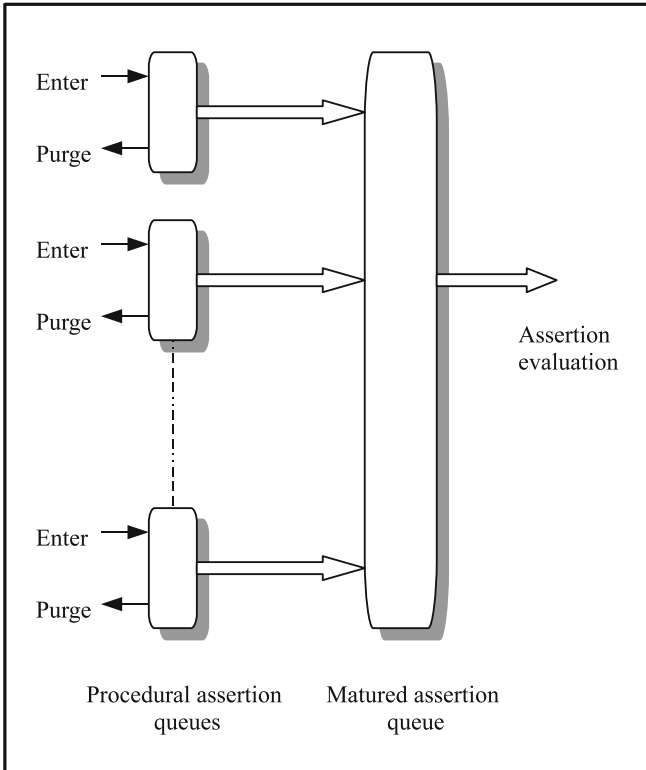 Enter
Purge
Enter
Purge
Assertion
evaluation
Enter
Purge
Procedural assertion
queues
Matured assertion
queue